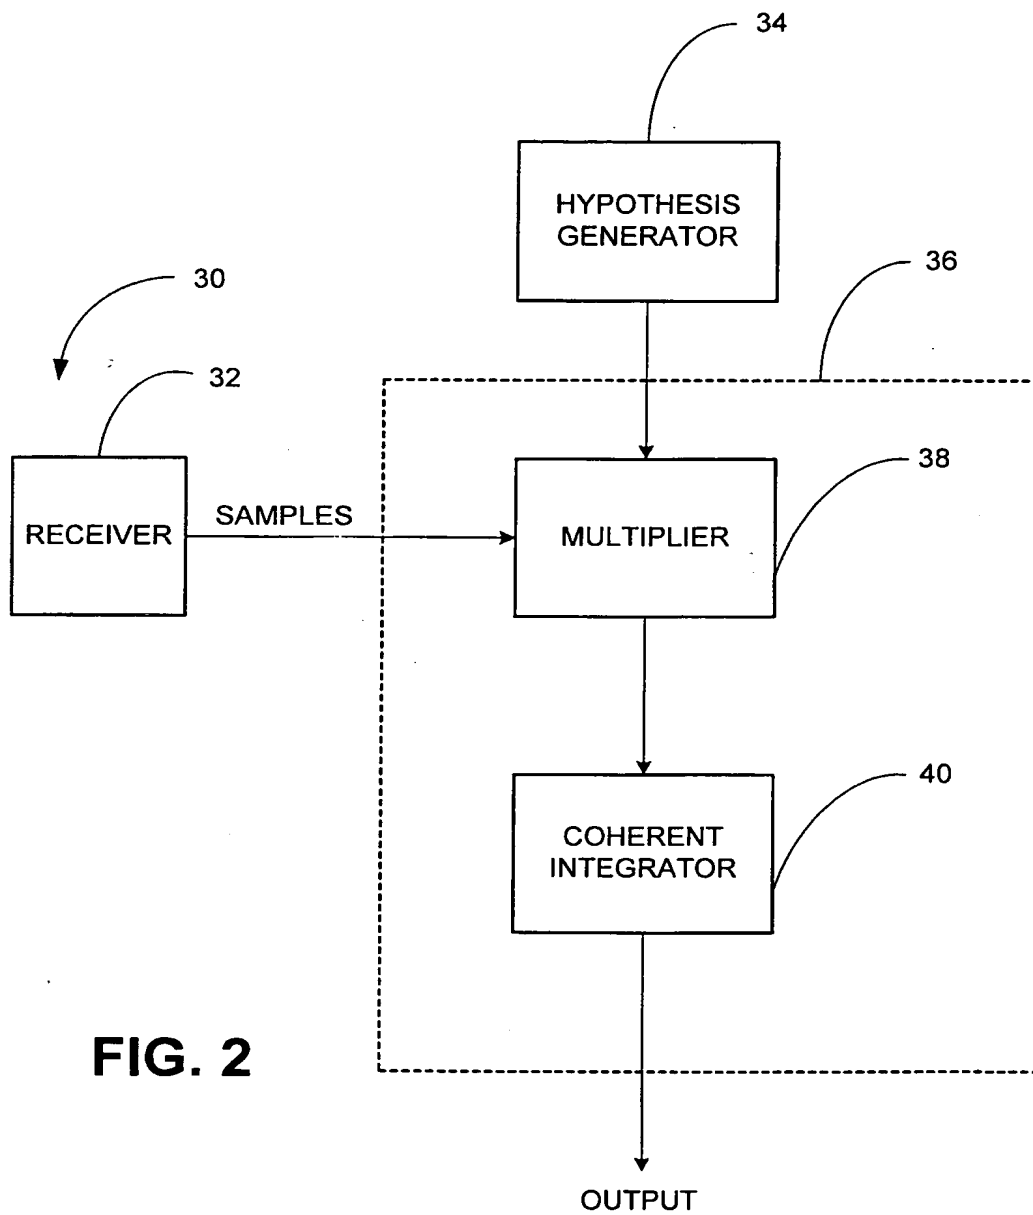 34
HYPOTHESIS
GENERATOR
36
30
32
38
RECEIVER
SAMPLES
MULTIPLIER
40
COHERENT
INTEGRATOR
FIG. 2
OUTPUT